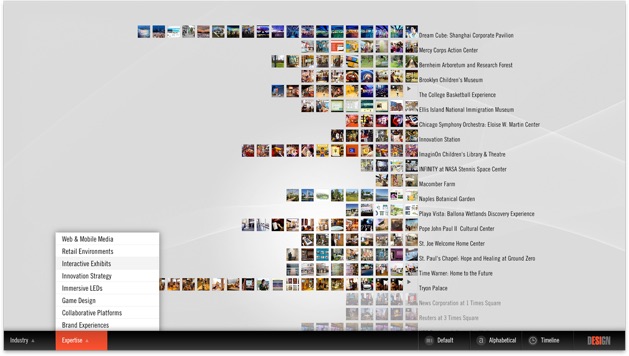 Dream Cube: Shanghai Corporate Pavilion
Mercy Corps Action Center
Bernheim Arboretum and Research Forest
Brooklyn Children's Museum
The College Basketball Experience
Ellis Island National Immigration Museum
Chicago Symphony Orchestra: Eloise W. Martin Center
Innovation Station
ImaginOn Children's Library & Theatre
INFINITY at NASA Stennis Space Center
Macomber Farm
Naples Botanical Garden
Playa Vista: Ballona Wetlands Discovery Experience
Pope John Paul II Cultural Center
St. Joe Welcome Home Center
St. Paul's Chapel: Hope and Healing at Ground Zero
Time Warner: Home to the Future
Tryon Palace
News Corporation at 1 Times Square
Reuters at 3 Times Square
Web & Mobile Media
Retail Environments
Interactive Exhibits
Innovation Strategy
Immersive LEDs
Game Design
Collaborative Platforms
Brand Experiences
Industry
Expertise
Default
Alphabetical
Timeline
DESIGN